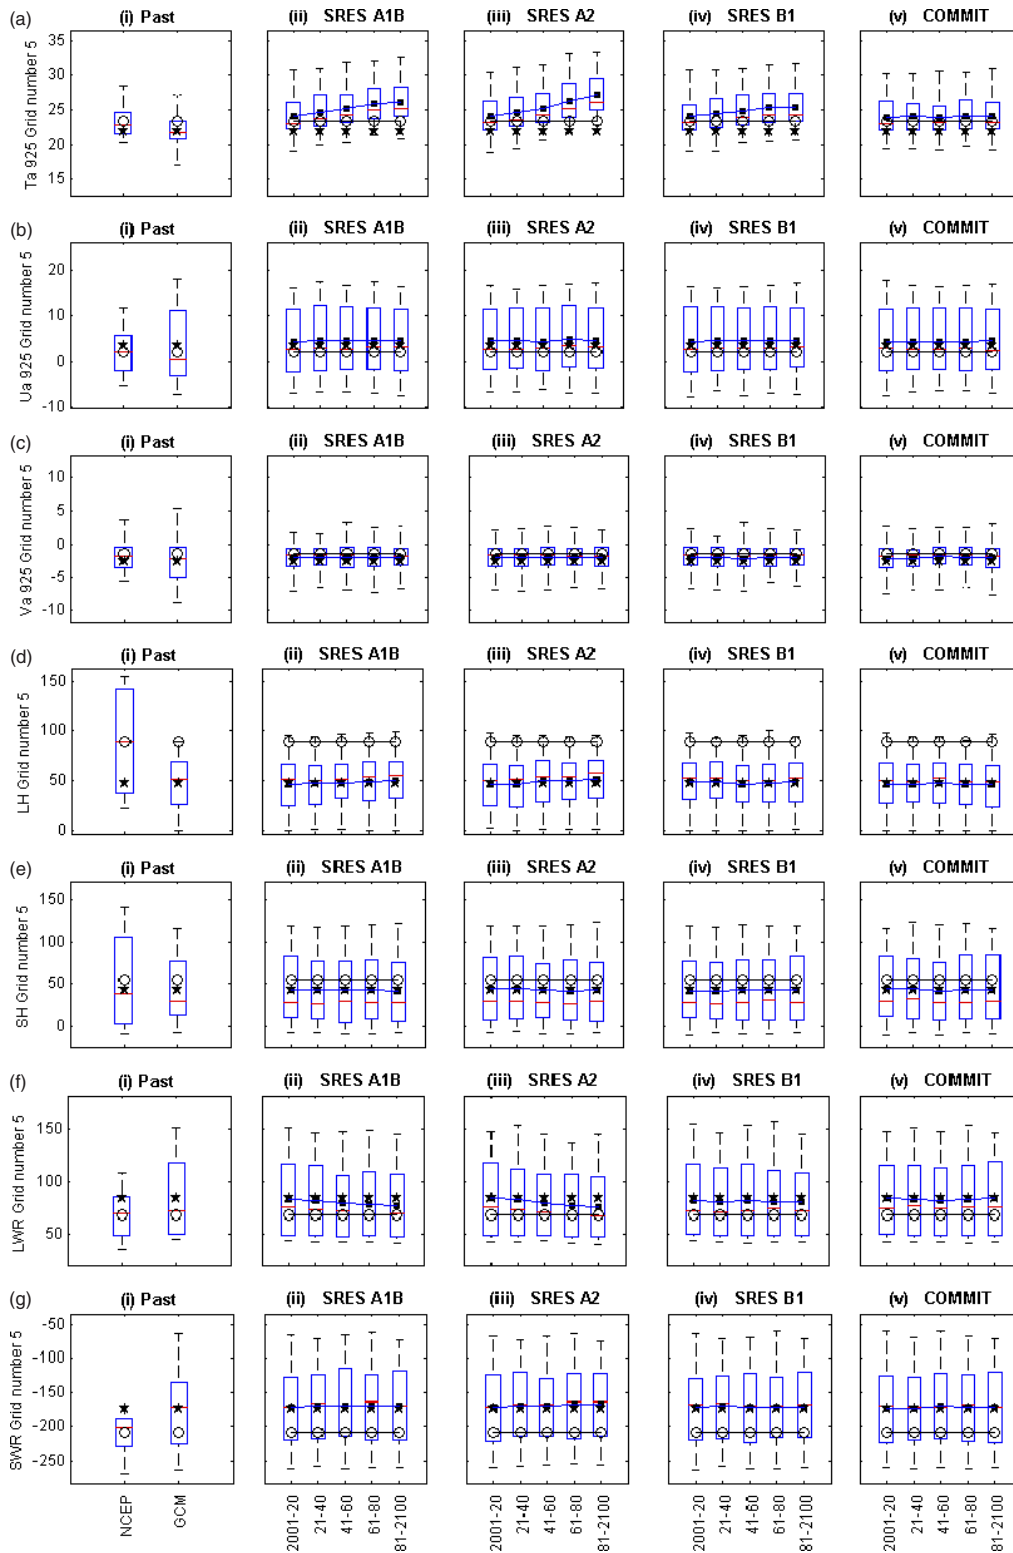 (a) (i) Past (ii) SRES A1B (iii) SRES A2 (iv) SRES B1 (v) COMMIT
Ta 925 Grid number 5
35
30
25
20
15
(b) (i) Past (ii) SRES A1B (iii) SRES A2 (iv) SRES B1 (v) COMMIT
Ua 925 Grid number 5
20
10
0
-10
(c) (i) Past (ii) SRES A1B (iii) SRES A2 (iv) SRES B1 (v) COMMIT
Va 925 Grid number 5
10
5
0
-5
-10
(d) (i) Past (ii) SRES A1B (iii) SRES A2 (iv) SRES B1 (v) COMMIT
LH Grid number 5
150
100
50
0
(e) (i) Past (ii) SRES A1B (iii) SRES A2 (iv) SRES B1 (v) COMMIT
SH Grid number 5
150
100
50
0
(f) (i) Past (ii) SRES A1B (iii) SRES A2 (iv) SRES B1 (v) COMMIT
LWR Grid number 5
150
100
50
(g) (i) Past (ii) SRES A1B (iii) SRES A2 (iv) SRES B1 (v) COMMIT
SWR Grid number 5
-50
-100
-150
-200
-250
NCEP GCM 2001-20 21-40 41-60 61-80 81-2100 2001-20 21-40 41-60 61-80 81-2100 2001-20 21-40 41-60 61-80 81-2100 2001-20 21-40 41-60 61-80 81-2100